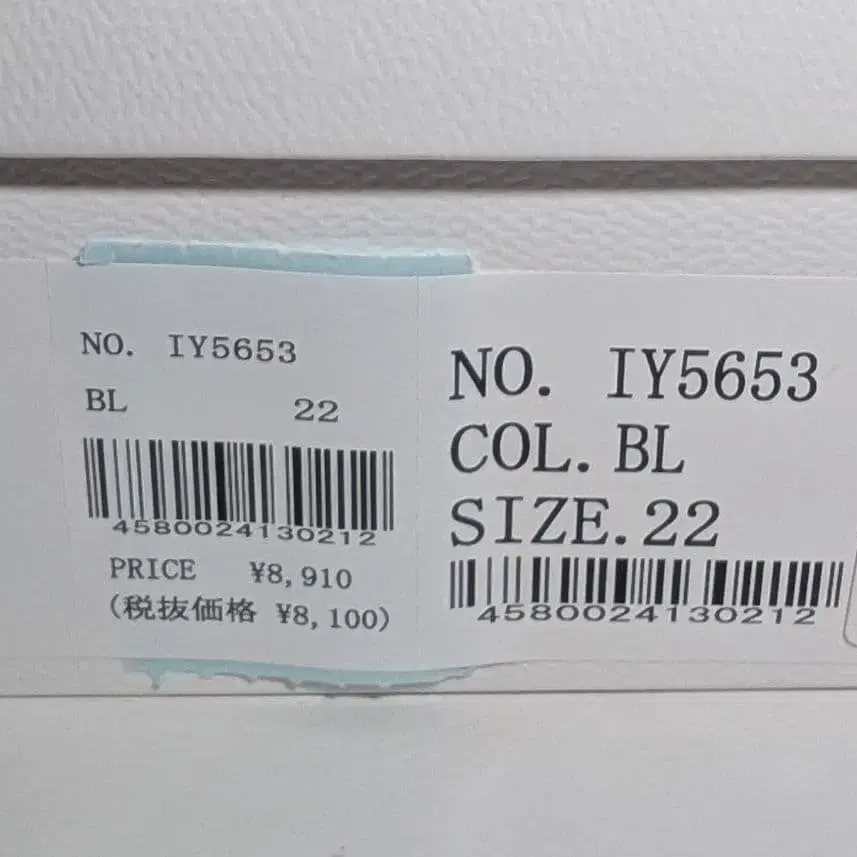 NO. IY5653
BL 22
4580024130212
PRICE ¥8,910
(税抜価格 ¥8,100)
NO. IY5653
COL. BL
SIZE. 22
4580024130212